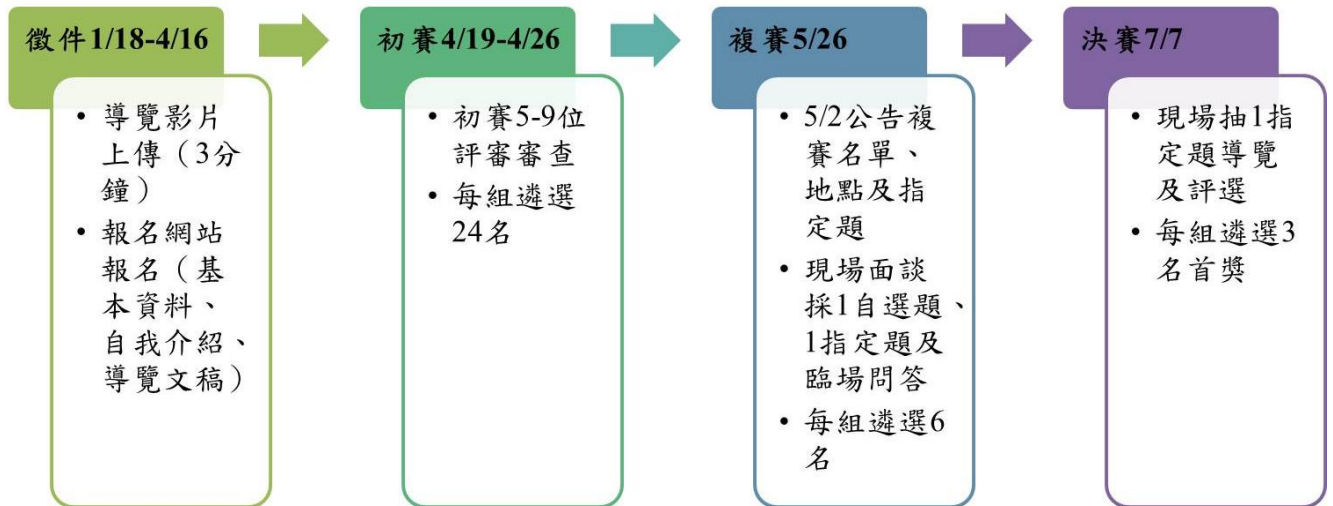 徵件1/18-4/16
• 導覽影片
上傳（3分
鐘）
• 報名網站
報名（基
本資料、
自我介紹、
導覽文稿）
初賽4/19-4/26
• 初賽5-9位
評審審查
• 每組遴選
24名
複賽5/26
• 5/2公告複
賽名單、
地點及指
定題
• 現場面談
採1自選題、
1指定題及
臨場問答
• 每組遴選6
名
決賽7/7
• 現場抽1指
定題導覽
及評選
• 每組遴選3
名首獎